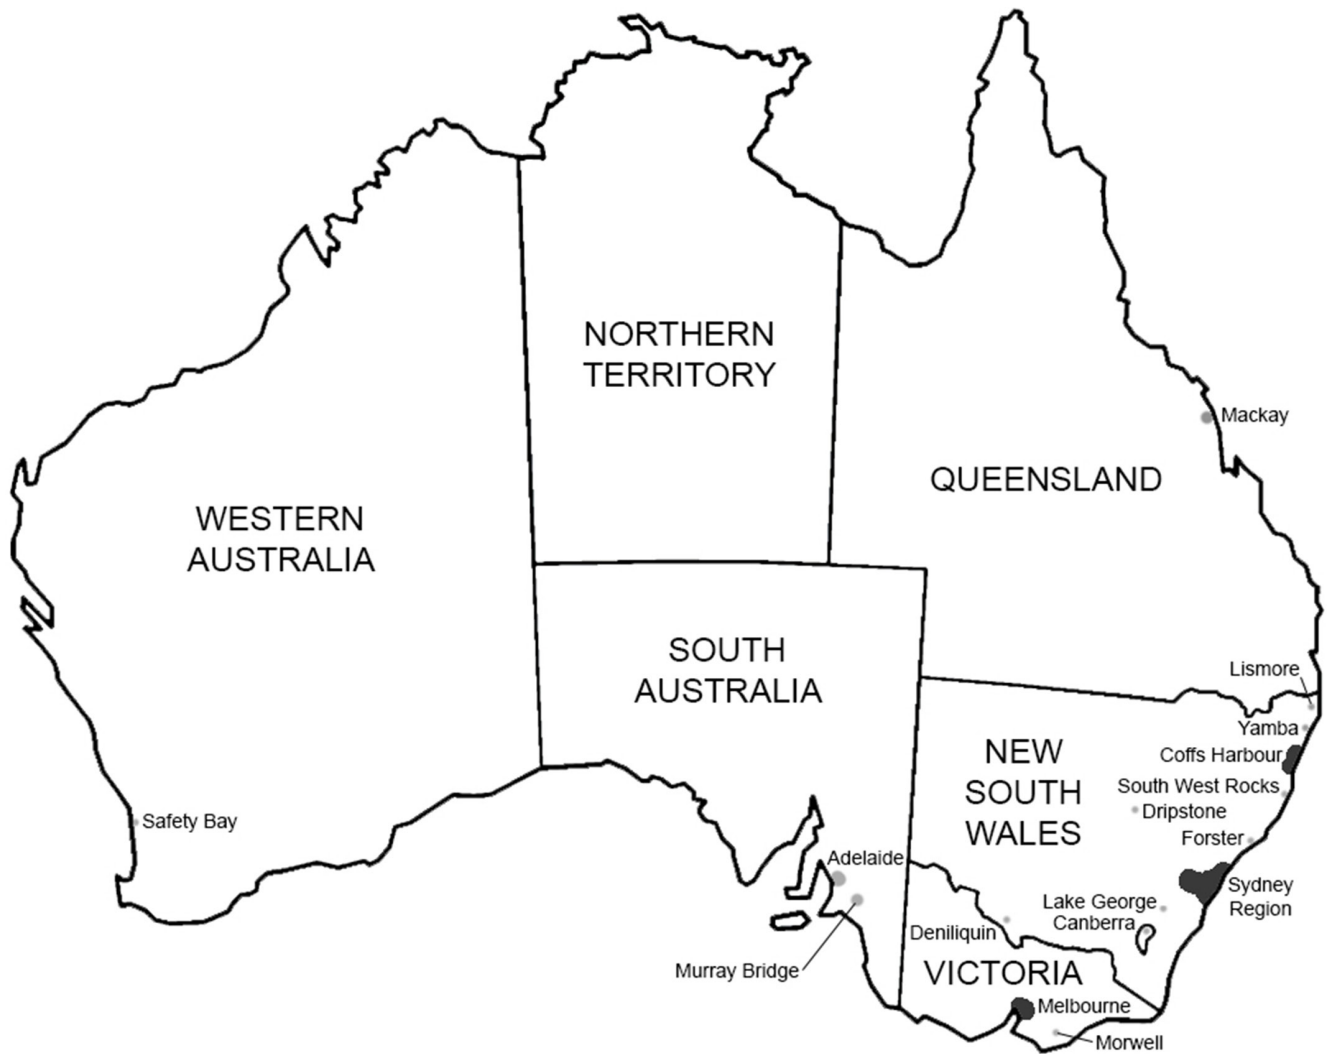 NORTHERN
TERRITORY
Mackay
QUEENSLAND
WESTERN
AUSTRALIA
SOUTH
AUSTRALIA
Lismore
Yamba
NEW
SOUTH
WALES
Coffs Harbour
South West Rocks
Dripstone
Safety Bay
Forster
Adelaide
Sydney
Region
Lake George
Canberra
Deniliquin
Murray Bridge
VICTORIA
Melbourne
Morwell